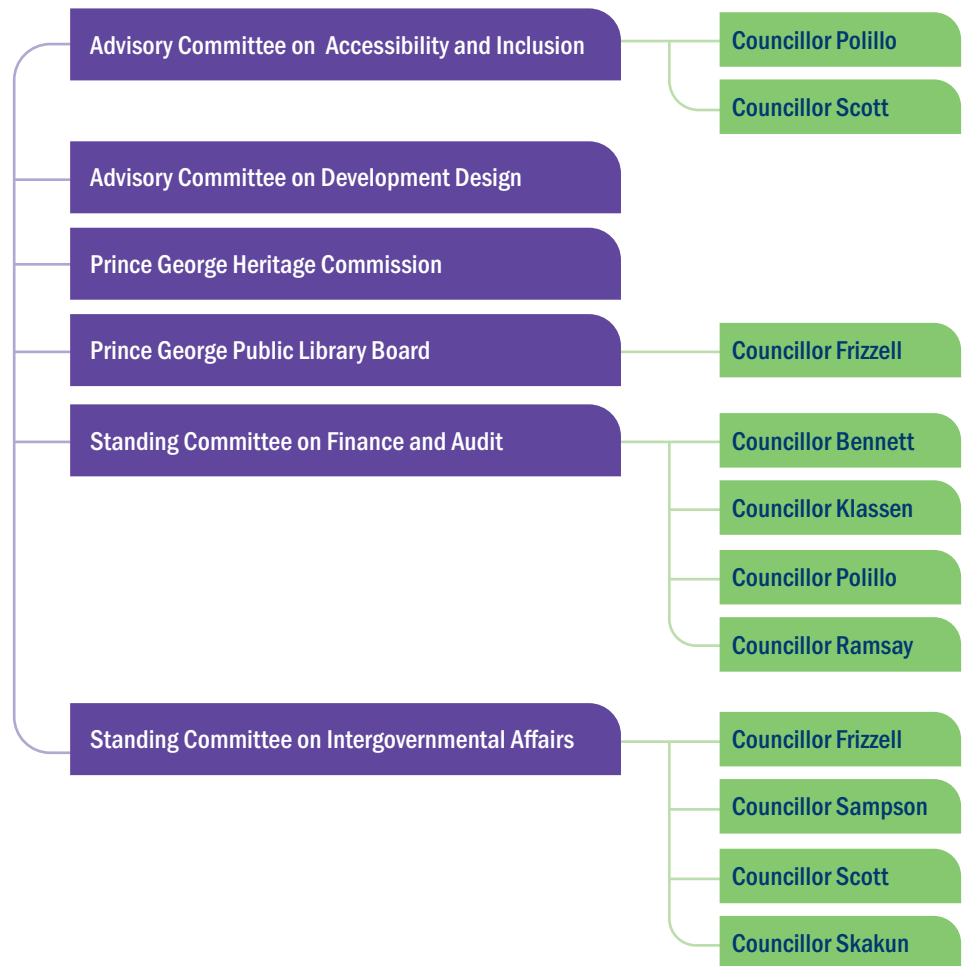 Advisory Committee on Accessibility and Inclusion
Councillor Polillo
Councillor Scott
Advisory Committee on Development Design
Prince George Heritage Commission
Prince George Public Library Board
Councillor Frizzell
Standing Committee on Finance and Audit
Councillor Bennett
Councillor Klassen
Councillor Polillo
Councillor Ramsay
Standing Committee on Intergovernmental Affairs
Councillor Frizzell
Councillor Sampson
Councillor Scott
Councillor Skakun